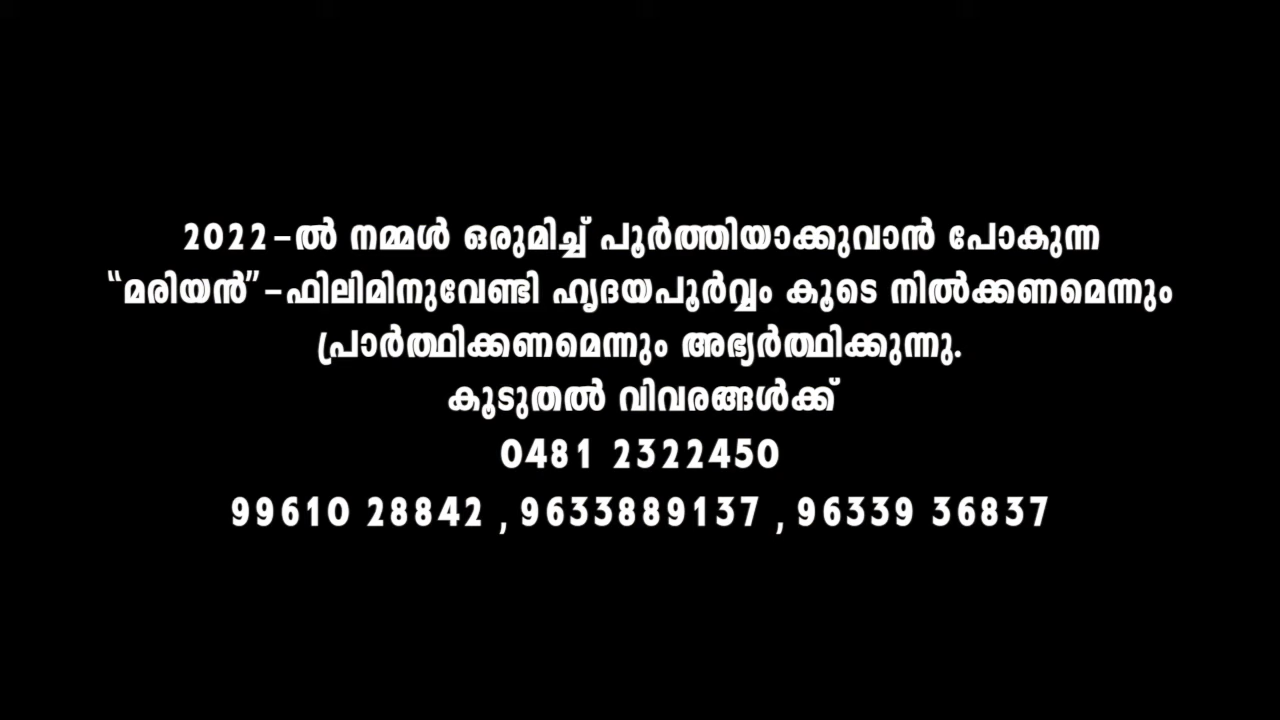 2022-ൽ നമ്മൾ ഒരുമിച്ച് പൂർത്തിയാക്കുവാൻ പോകുന്ന
“മരിയൻ”-ഫിലിമിനുവേണ്ടി ഹൃദയപൂർവ്വം കൂടെ നിൽക്കണമെന്നും
പ്രാർത്ഥിക്കണമെന്നും അഭ്യർത്ഥിക്കുന്നു.
കൂടുതൽ വിവരങ്ങൾക്ക്
0481 2322450
99610 28842 , 9633889137 , 96339 36837